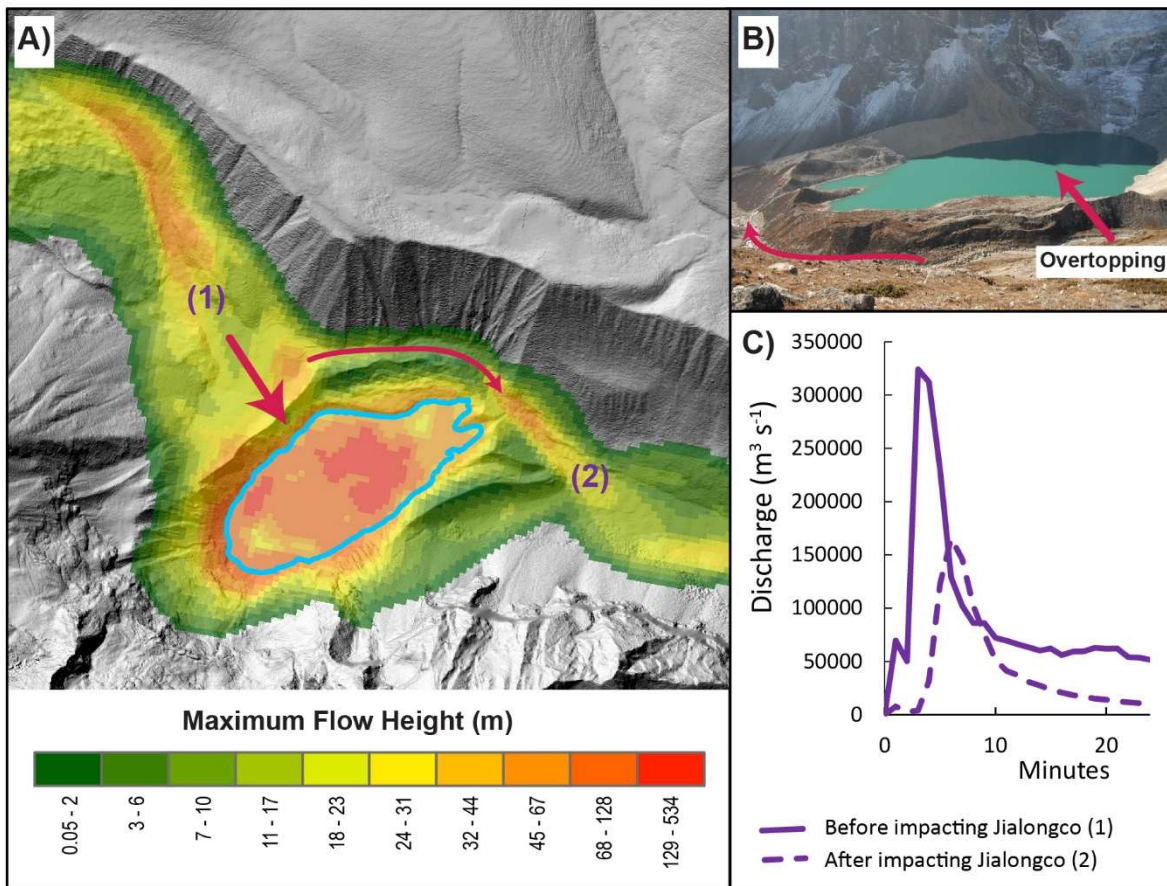 A)
(1)
(2)
Maximum Flow Height (m)
0.05 - 2
3 - 6
7 - 10
11 - 17
18 - 23
24 - 31
32 - 44
45 - 67
68 - 128
129 - 534
B)
Overtopping
C)
Discharge (m³ s⁻¹)
350000
300000
250000
200000
150000
100000
50000
0
0
10
20
Minutes
Before impacting Jialongco (1)
After impacting Jialongco (2)